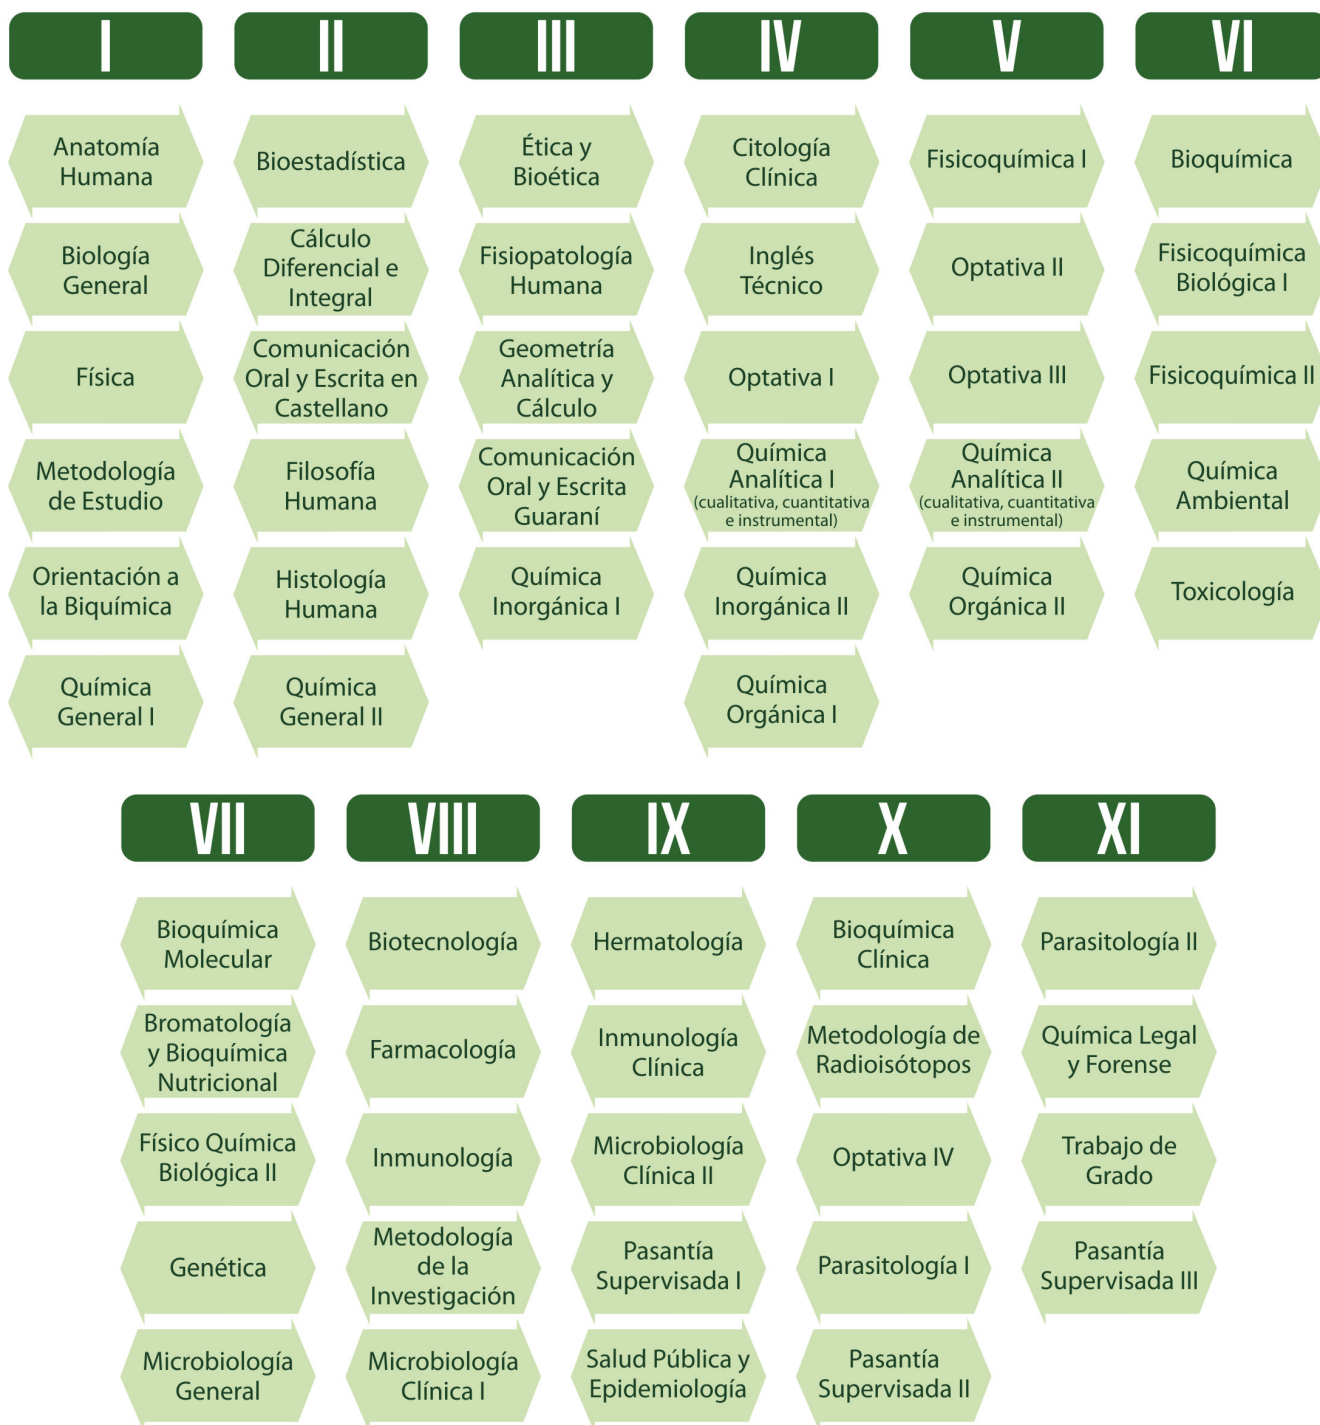 I
II
III
IV
V
VI
Anatomía
Humana
Biología
General
Física
Metodología
de Estudio
Orientación a
la Biquímica
Química
General I
Bioestadística
Cálculo
Diferencial e
Integral
Comunicación
Oral y Escrita en
Castellano
Filosofía
Humana
Histología
Humana
Química
General II
Ética y
Bioética
Fisiopatología
Humana
Geometría
Analítica y
Cálculo
Comunicación
Oral y Escrita
Guaraní
Química
Inorgánica I
Citología
Clínica
Inglés
Técnico
Optativa I
Química
Analítica I
(cualitativa, cuantitativa
e instrumental)
Química
Inorgánica II
Química
Orgánica I
Fisicoquímica I
Optativa II
Optativa III
Química
Analítica II
(cualitativa, cuantitativa
e instrumental)
Química
Orgánica II
Bioquímica
Fisicoquímica
Biológica I
Fisicoquímica II
Química
Ambiental
Toxicología
VII
VIII
IX
X
XI
Bioquímica
Molecular
Bromatología
y Bioquímica
Nutricional
Físico Química
Biológica II
Genética
Microbiología
General
Biotecnología
Farmacología
Inmunología
Metodología
de la
Investigación
Microbiología
Clínica I
Hermatología
Inmunología
Clínica
Microbiología
Clínica II
Pasantía
Supervisada I
Salud Pública y
Epidemiología
Bioquímica
Clínica
Metodología de
Radioisótopos
Optativa IV
Parasitología I
Pasantía
Supervisada II
Parasitología II
Química Legal
y Forense
Trabajo de
Grado
Pasantía
Supervisada III